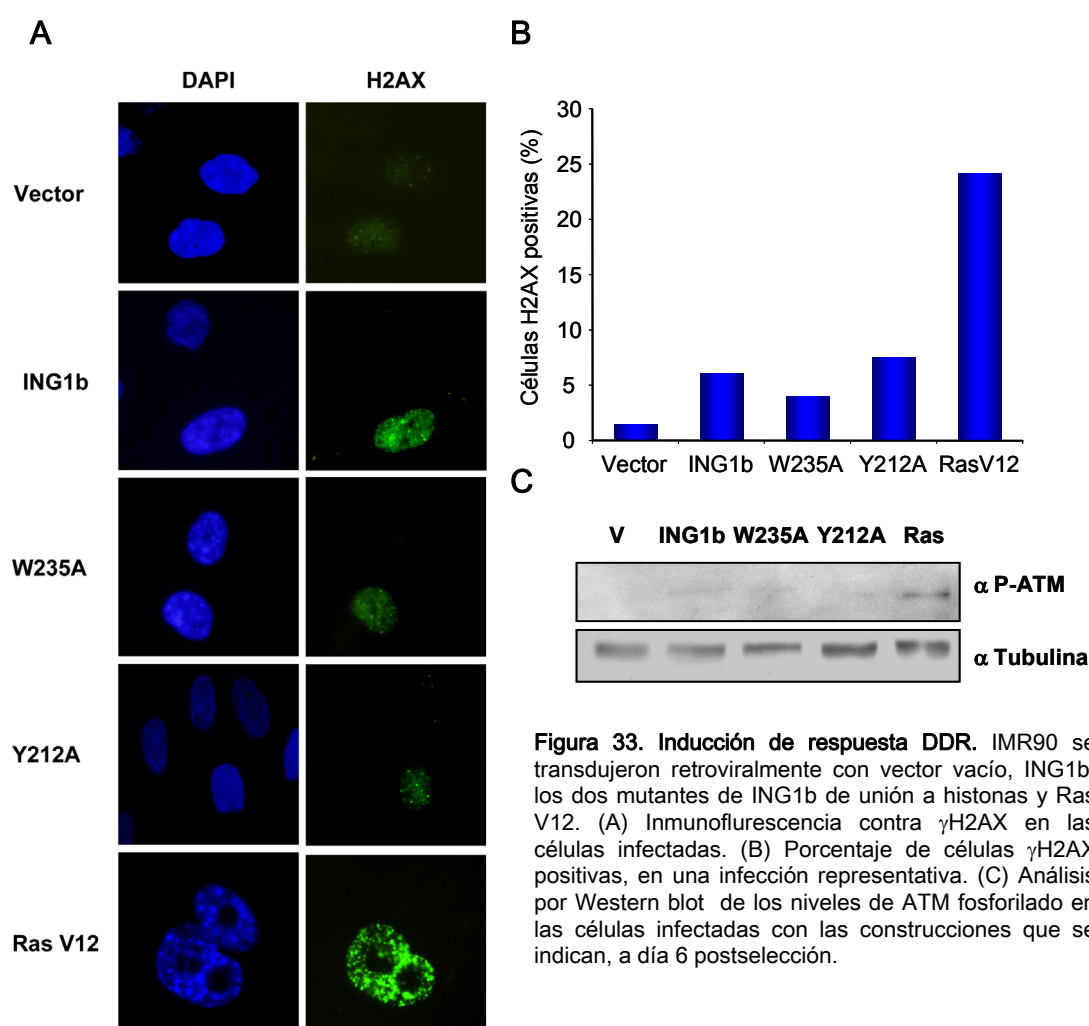 A
DAPI H2AX
Vector
ING1b
W235A
Y212A
Ras V12
B
Células H2AX positivas (%)
30
25
20
15
10
5
0
Vector ING1b W235A Y212A RasV12
C
V ING1b W235A Y212A Ras
α P-ATM
α Tubulina
Figura 33. Inducción de respuesta DDR. IMR90 se
transdujeron retroviralmente con vector vacío, ING1b
los dos mutantes de ING1b de unión a histonas y Ras
V12. (A) Inmunoflurescencia contra γH2AX en las
células infectadas. (B) Porcentaje de células γH2AX
positivas, en una infección representativa. (C) Análisis
por Western blot de los niveles de ATM fosforilado en
las células infectadas con las construcciones que se
indican, a día 6 postselección.